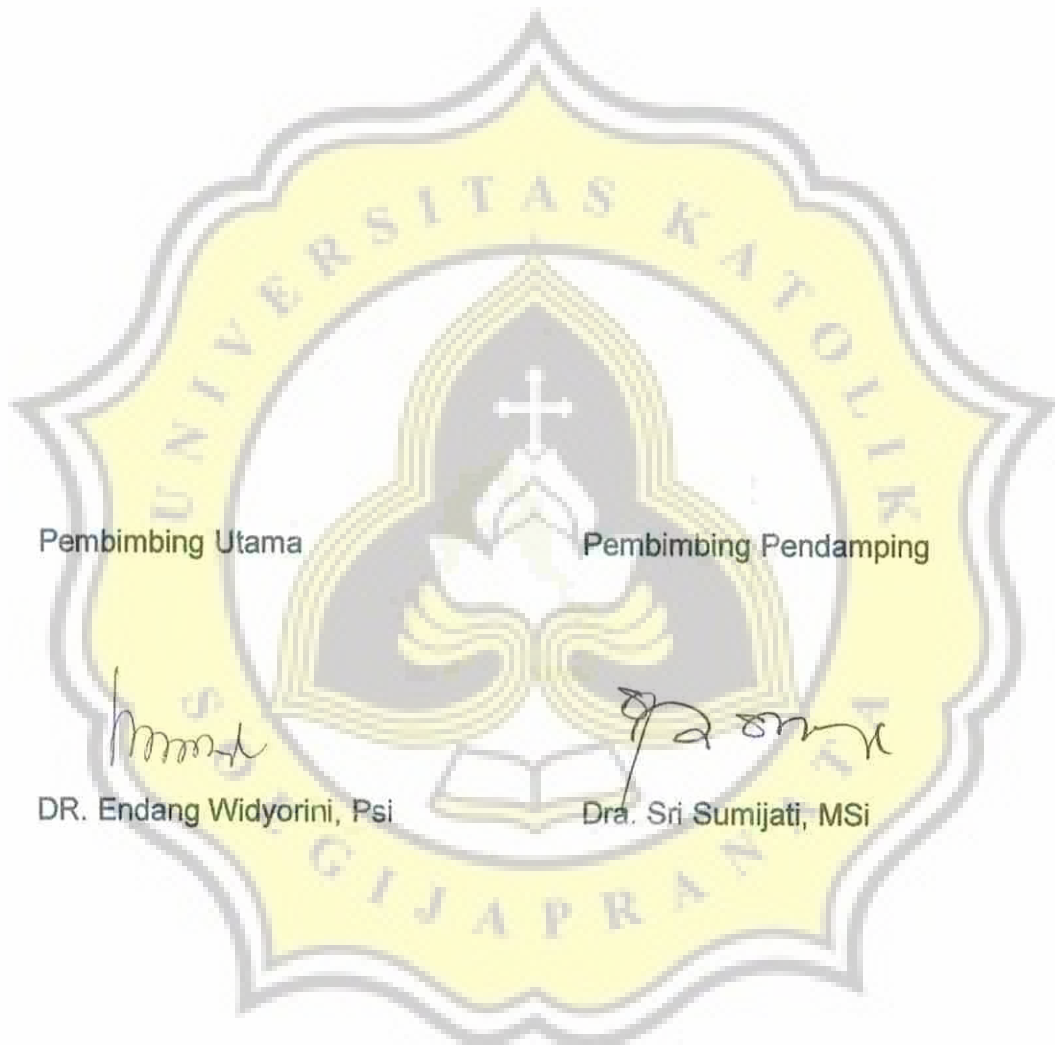 UNIVERSITAS KATOLIK
Pembimbing Utama
Pembimbing Pendamping
DR. Endang Widyorini, Psi
Dra. Sri Sumijati, MSi
SOEGIJAPRANATA